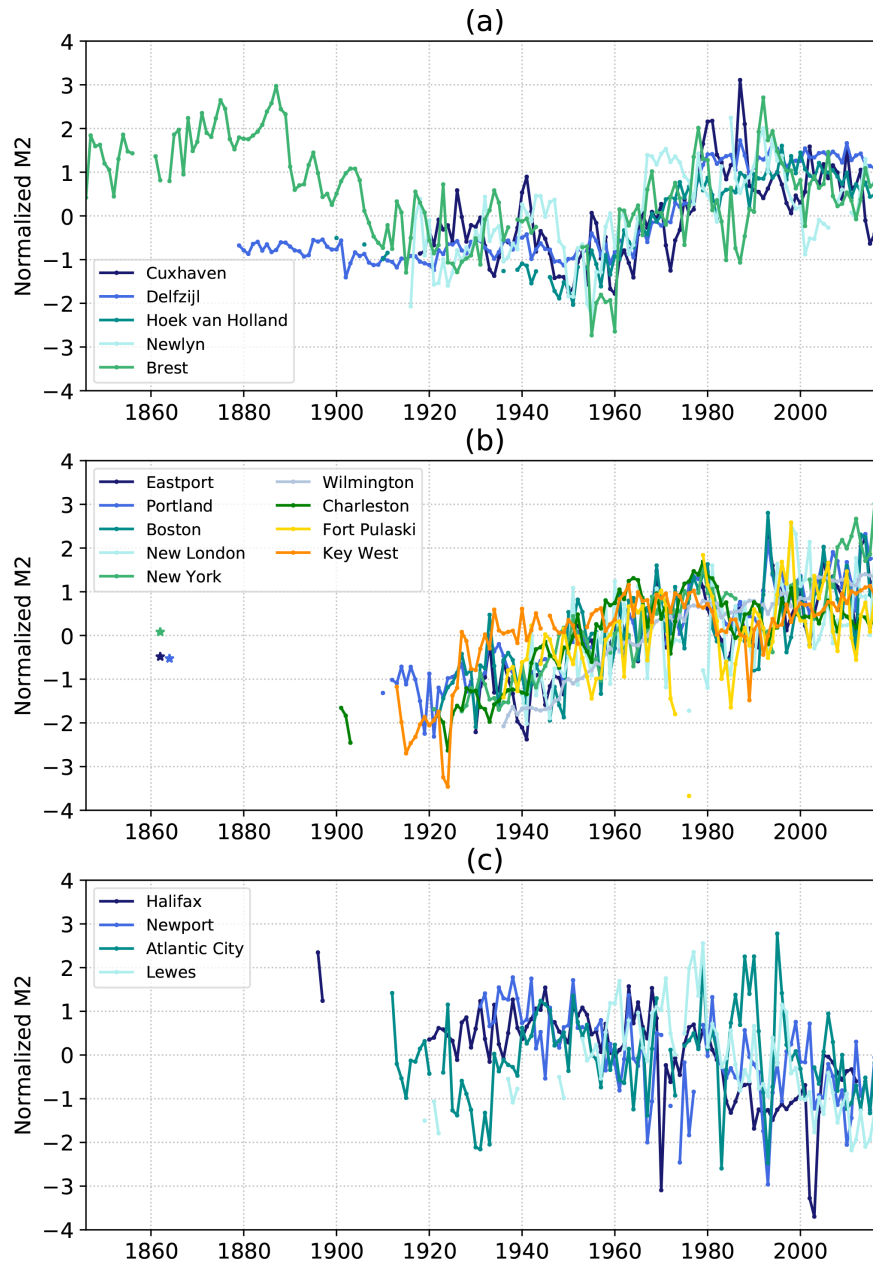 (a)
4
3
2
1
0
−1
−2
−3
−4
Normalized M2
Cuxhaven
Delfzijl
Hoek van Holland
Newlyn
Brest
1860 1880 1900 1920 1940 1960 1980 2000
(b)
4
3
2
1
0
−1
−2
−3
−4
Normalized M2
Eastport Wilmington
Portland Charleston
Boston Fort Pulaski
New London Key West
New York
1860 1880 1900 1920 1940 1960 1980 2000
(c)
4
3
2
1
0
−1
−2
−3
−4
Normalized M2
Halifax
Newport
Atlantic City
Lewes
1860 1880 1900 1920 1940 1960 1980 2000